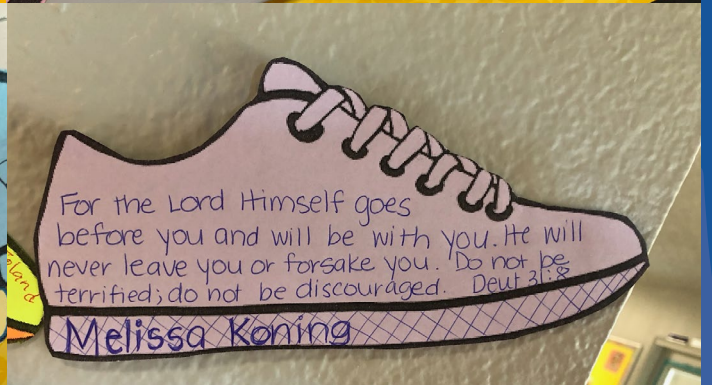 For the Lord Himself goes
before you and will be with you. He will
never leave you or forsake you. Do not be
terrified; do not be discouraged. Deut 31:8
Melissa Koning